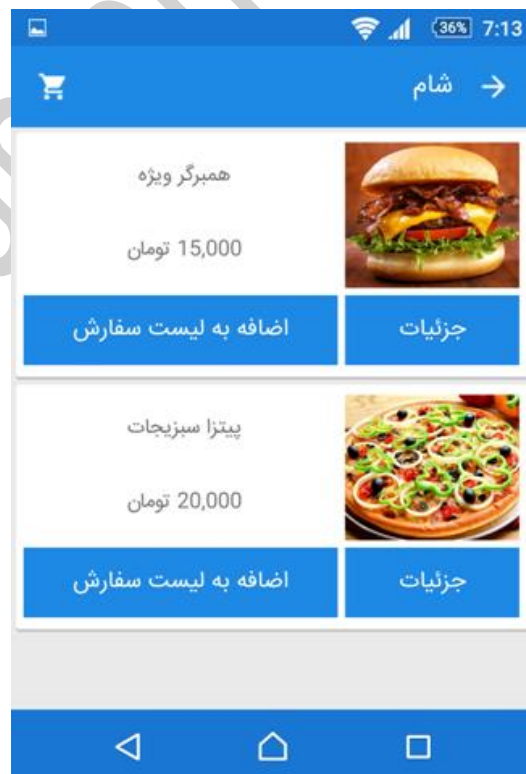 36% 7:13
شام
همبرگر ویژه
15,000 تومان
جزئیات
اضافه به لیست سفارش
پیتزا سبزیجات
20,000 تومان
جزئیات
اضافه به لیست سفارش